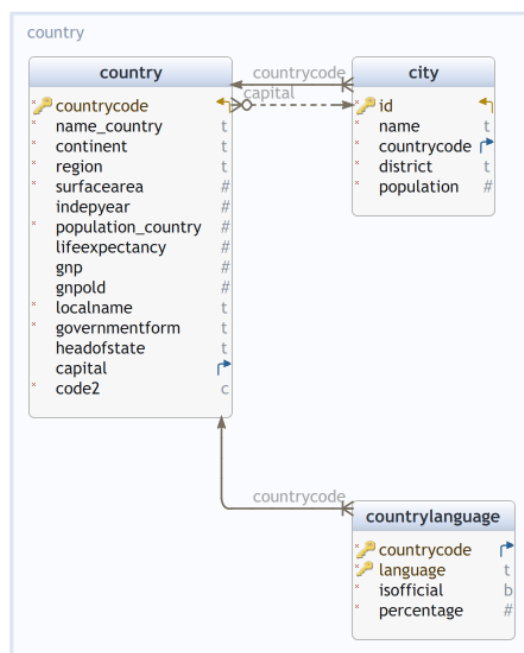 country
country
countrycode
name_country t
continent t
region t
surfacearea #
indepyear #
population_country #
lifeexpectancy #
gnp #
gnpold #
localname t
governmentform t
headofstate t
capital
code2 c
countrycode
capital
city
id
name t
countrycode
district t
population #
countrycode
countrylanguage
countrycode
language t
isofficial b
percentage #